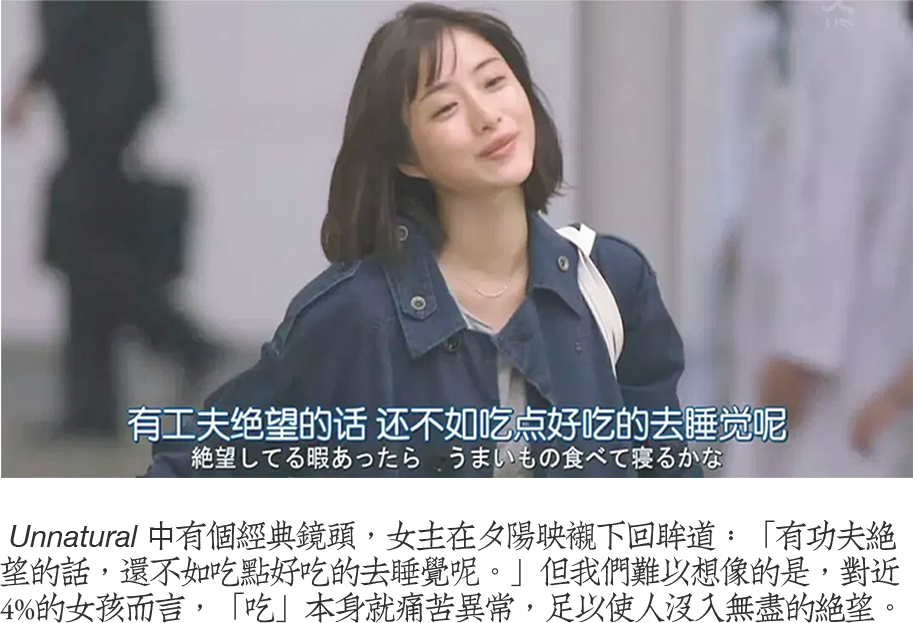 有工夫绝望的话 还不如吃点好吃的去睡觉呢
絶望してる暇あったら うまいもの食べて寝るかな
Unnatural 中有個經典鏡頭，女主在夕陽映襯下回眸道：「有功夫絶
望的話，還不如吃點好吃的去睡覺呢。」但我們難以想像的是，對近
4%的女孩而言，「吃」本身就痛苦異常，足以使人沒入無盡的絕望。